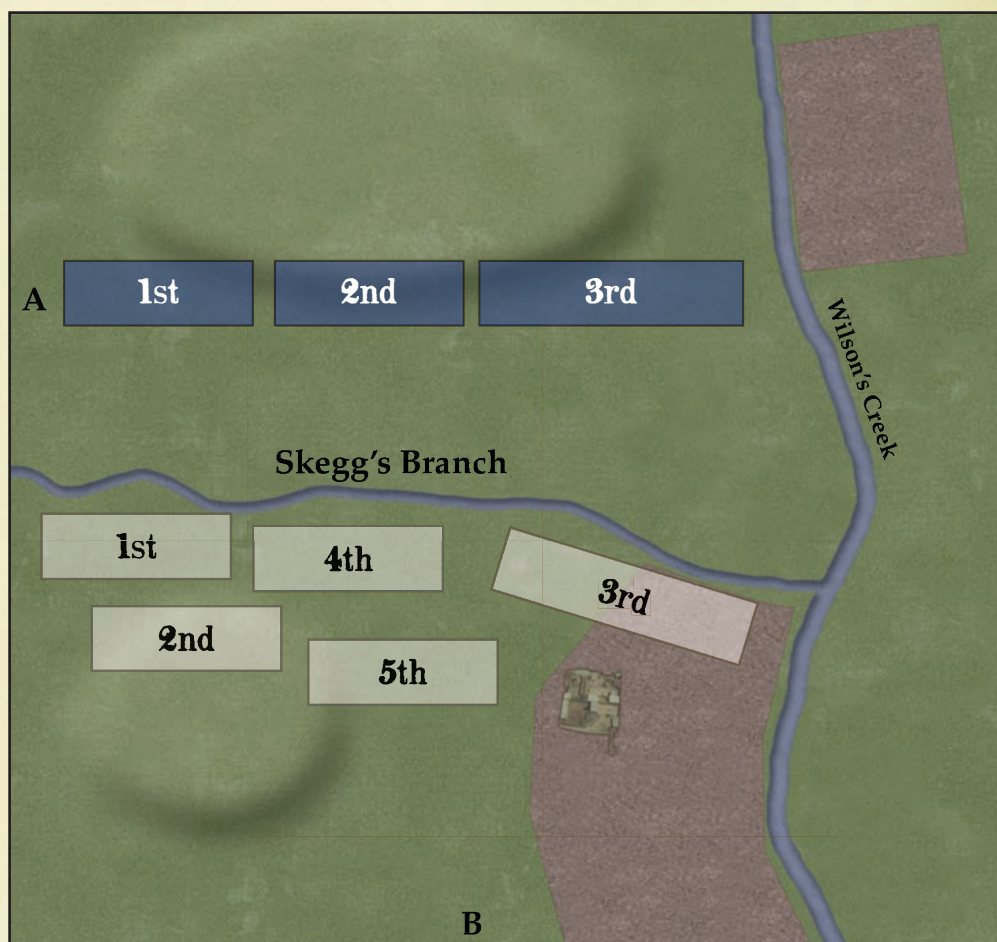 A
1st
2nd
3rd
Wilson's Creek
Skegg's Branch
1st
4th
3rd
2nd
5th
B